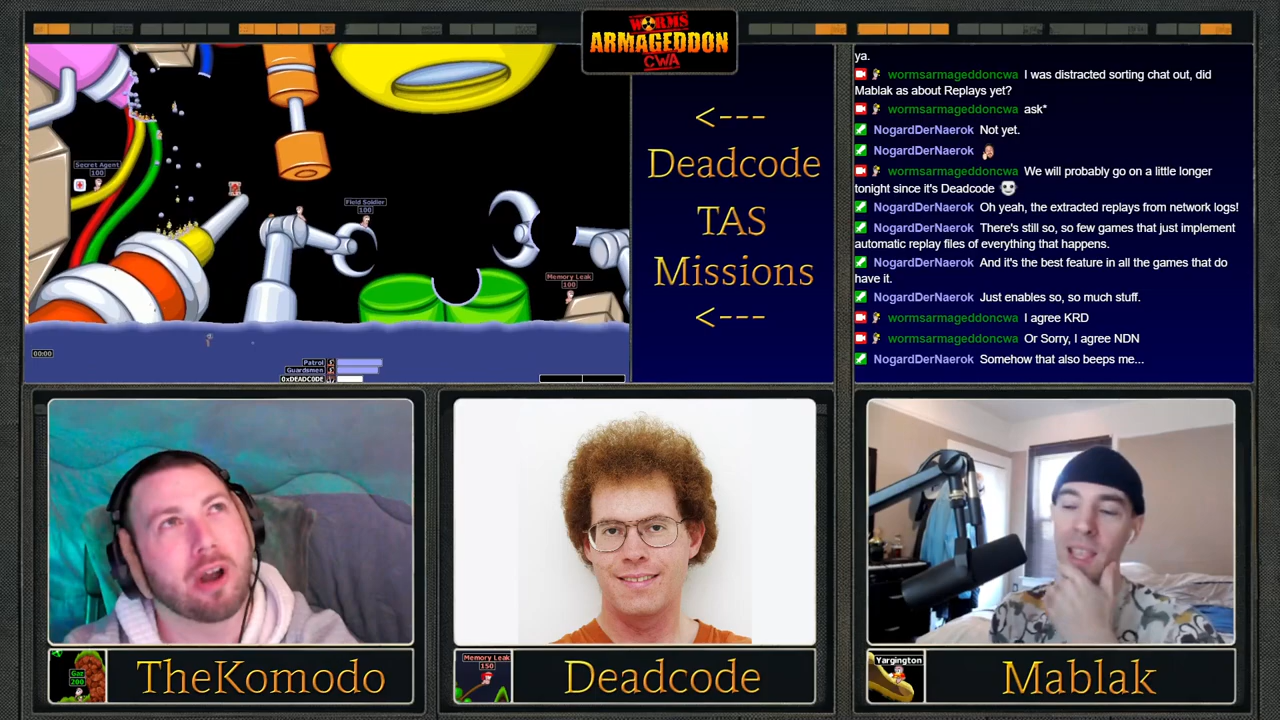 WORMS
ARMAGEDDON
CWA
Secret Agent
100
Field Soldier
100
Memory Leak
100
00:00
Patrol
Guardsmen
0xDEADC0DE
<---
Deadcode
TAS
Missions
<---
ya.
wormsarmageddoncwa I was distracted sorting chat out, did
Mablak as about Replays yet?
wormsarmageddoncwa ask*
NogardDerNaerok Not yet.
NogardDerNaerok
wormsarmageddoncwa We will probably go on a little longer
tonight since it's Deadcode
NogardDerNaerok Oh yeah, the extracted replays from network logs!
NogardDerNaerok There's still so, so few games that just implement
automatic replay files of everything that happens.
NogardDerNaerok And it's the best feature in all the games that do
have it.
NogardDerNaerok Just enables so, so much stuff.
wormsarmageddoncwa I agree KRD
wormsarmageddoncwa Or Sorry, I agree NDN
NogardDerNaerok Somehow that also beeps me...
Gaz
200
TheKomodo
Memory Leak
150
Deadcode
Yargington
Mablak